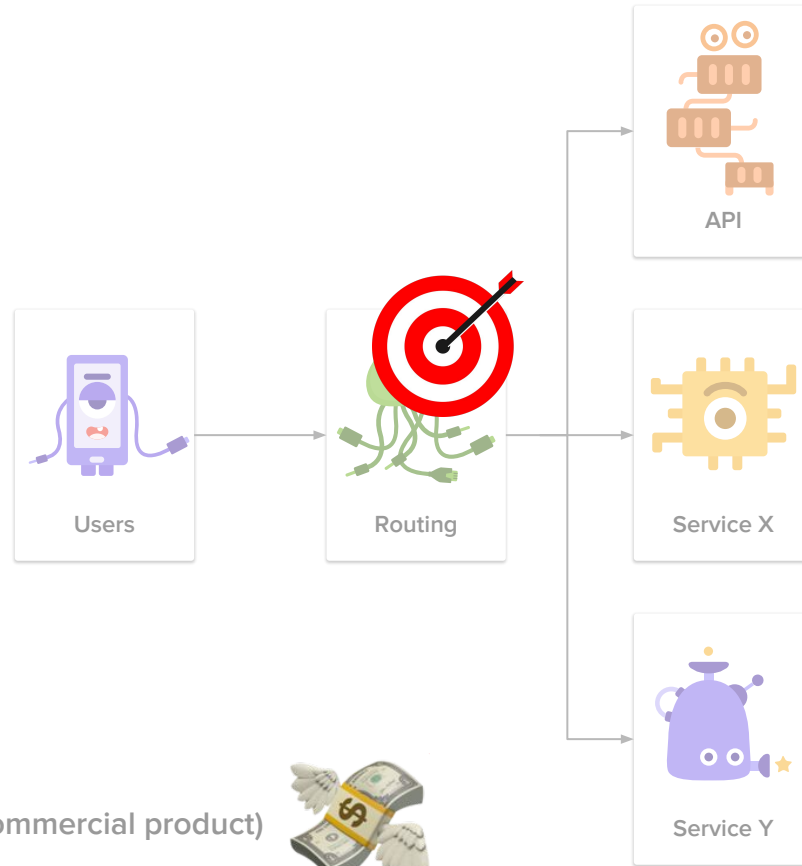 API
Users
Routing
Service X
ommercial product)
Service Y